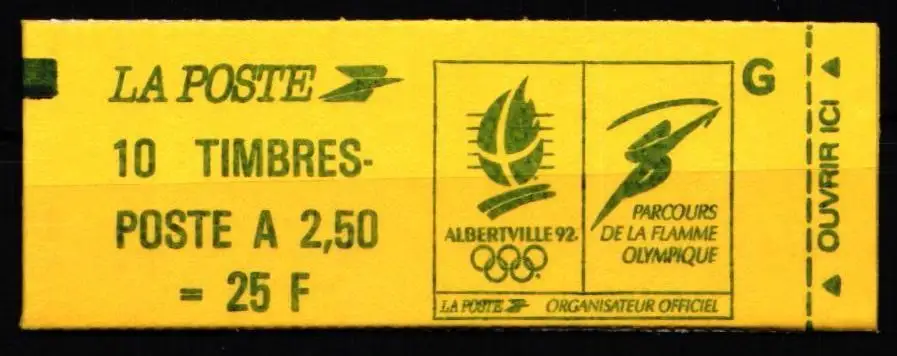 LA POSTE
10 TIMBRES-
POSTE A 2,50
= 25 F
ALBERTVILLE 92
PARCOURS
DE LA FLAMME
OLYMPIQUE
LA POSTE ORGANISATEUR OFFICIEL
G
OUVRIR ICI